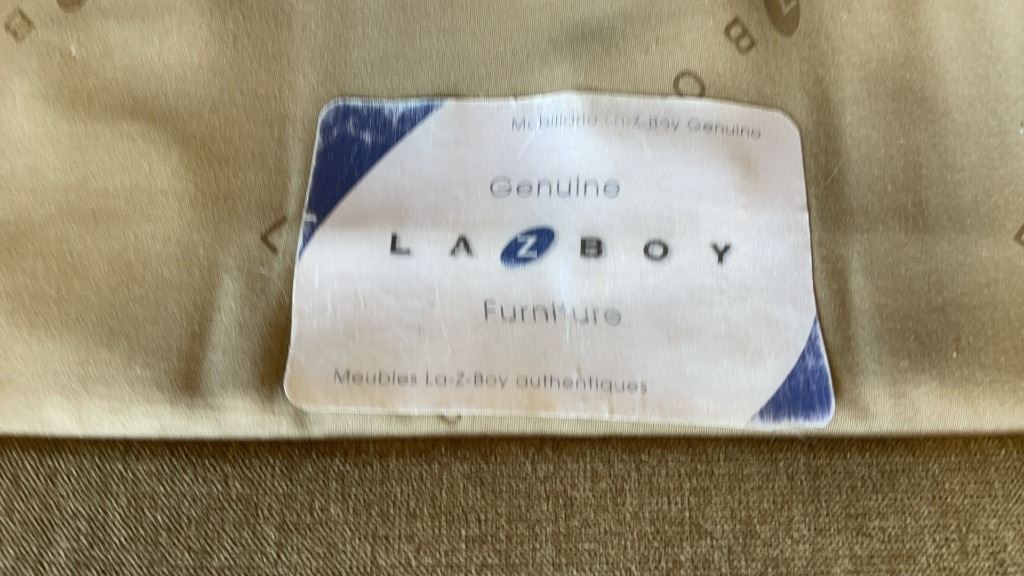 Mobiliario La-Z-Boy Genuino
Genuine
LAZBOY
Furniture
Meubles La-Z-Boy authentiques